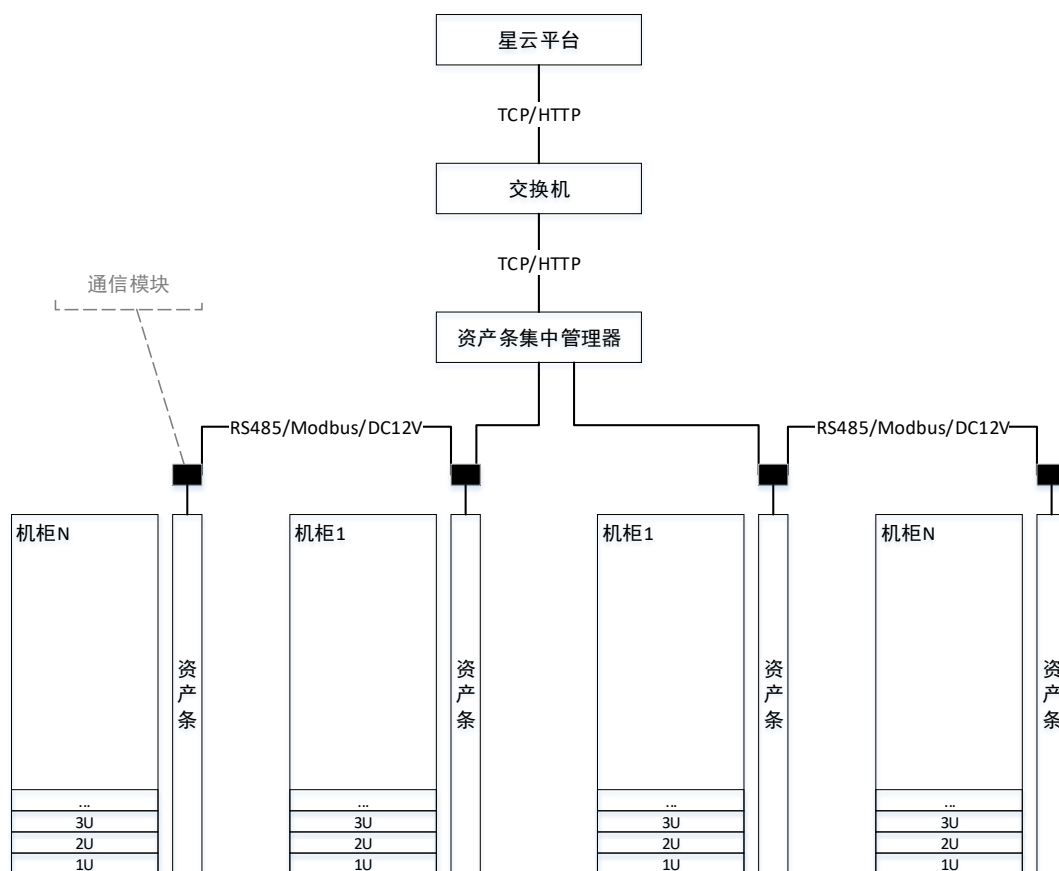 星云平台
TCP/HTTP
交换机
TCP/HTTP
通信模块
资产条集中管理器
RS485/Modbus/DC12V
RS485/Modbus/DC12V
机柜N
机柜1
机柜1
机柜N
资产条
资产条
资产条
资产条
... ... ... ...
3U 3U 3U 3U
2U 2U 2U 2U
1U 1U 1U 1U